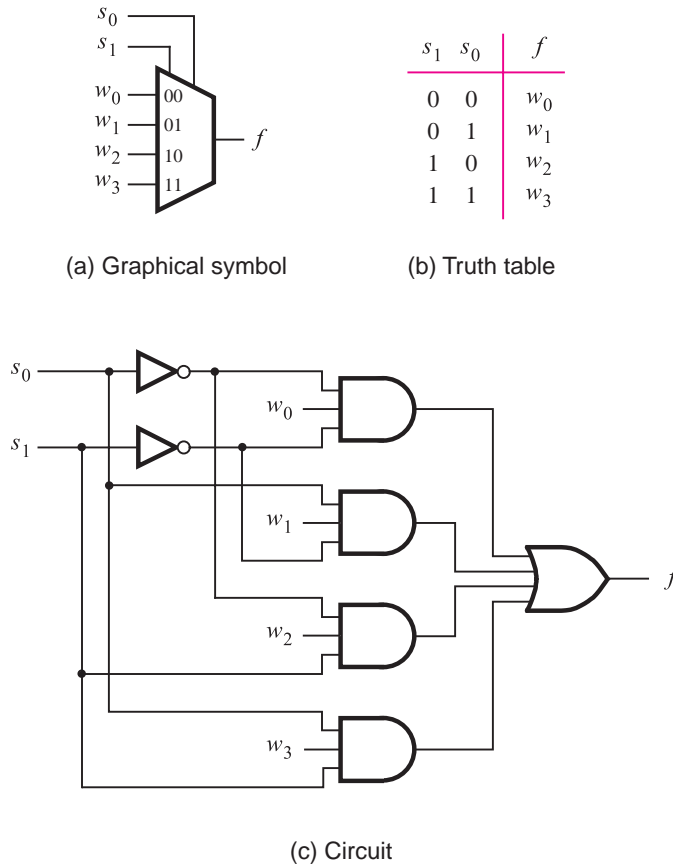 s0
s1
w0 00
w1 01
w2 10
w3 11
f
(a) Graphical symbol
s1 s0 f
0 0 w0
0 1 w1
1 0 w2
1 1 w3
(b) Truth table
s0
w0
s1
w1
f
w2
w3
(c) Circuit